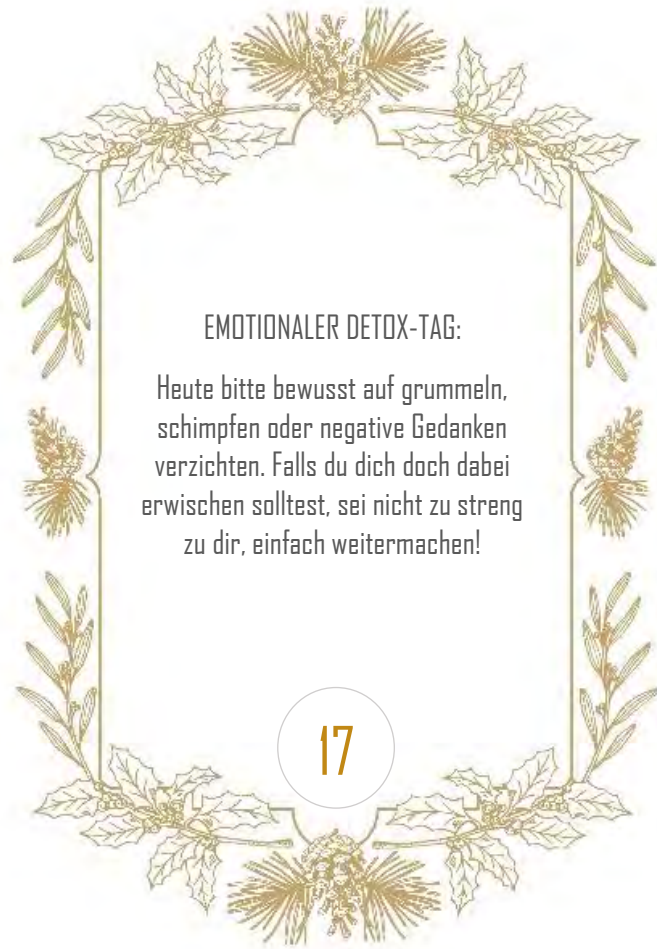 EMOTIONALER DETOX-TAG:
Heute bitte bewusst auf grummeln,
schimpfen oder negative Gedanken
verzichten. Falls du dich doch dabei
erwischen solltest, sei nicht zu streng
zu dir, einfach weitermachen!
17